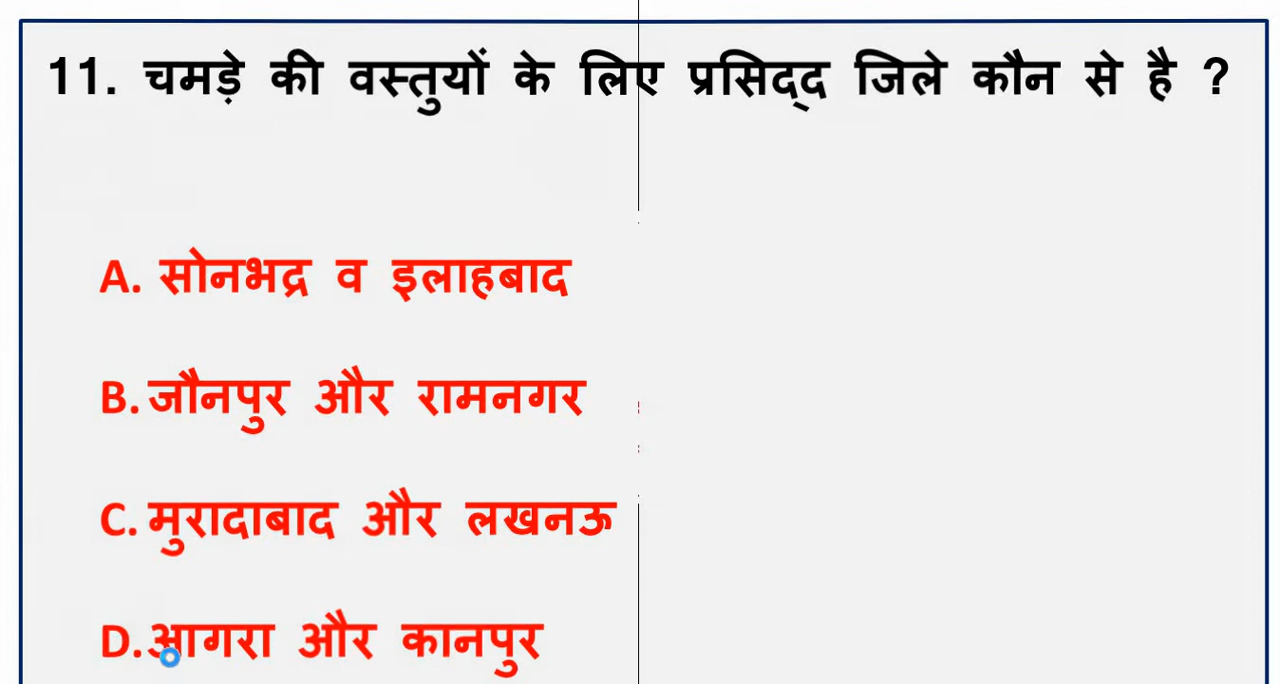 11. चमड़े की वस्तुयों के लिए प्रसिद्द जिले कौन से है ?
A. सोनभद्र व इलाहबाद
B. जौनपुर और रामनगर
C. मुरादाबाद और लखनऊ
D. आगरा और कानपुर